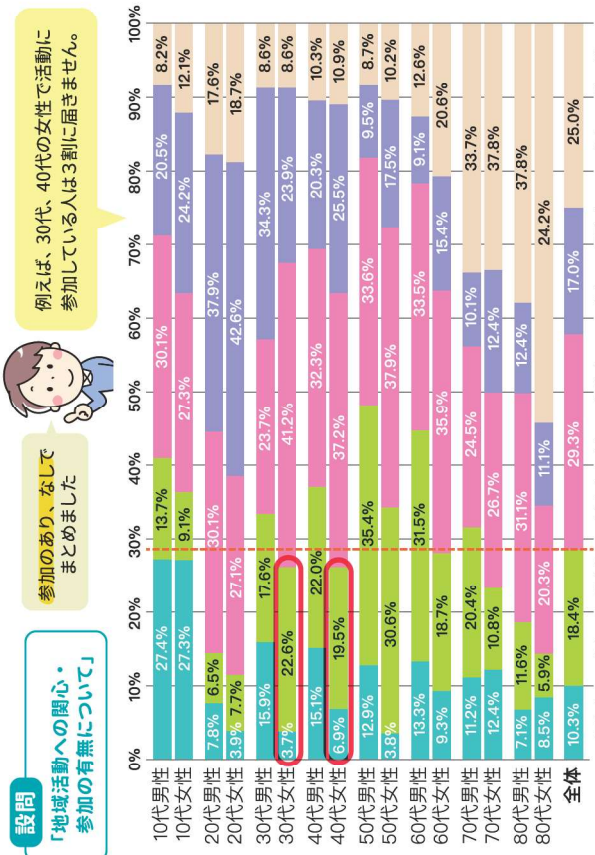 設問
「地域活動への関心・
参加の有無について」
参加のあり、なしで
まとめました
例えば、30代、40代の女性で活動に
参加している人は3割に届きません。
0% 10% 20% 30% 40% 50% 60% 70% 80% 90% 100%
10代男性 27.4% 13.7% 30.1% 20.5% 8.2%
10代女性 27.3% 9.1% 27.3% 24.2% 12.1%
20代男性 7.8% 6.5% 30.1% 37.9% 17.6%
20代女性 3.9% 7.7% 27.1% 42.6% 18.7%
30代男性 15.9% 17.6% 23.7% 34.3% 8.6%
30代女性 3.7% 22.6% 41.2% 23.9% 8.6%
40代男性 15.1% 22.0% 32.3% 20.3% 10.3%
40代女性 6.9% 19.5% 37.2% 25.5% 10.9%
50代男性 12.9% 35.4% 33.6% 9.5% 8.7%
50代女性 3.8% 30.6% 37.9% 17.5% 10.2%
60代男性 13.3% 31.5% 33.5% 9.1% 12.6%
60代女性 9.3% 18.7% 35.9% 15.4% 20.6%
70代男性 11.2% 20.4% 24.5% 10.1% 33.7%
70代女性 12.4% 10.8% 26.7% 12.4% 37.8%
80代男性 7.1% 11.6% 31.1% 12.4% 37.8%
80代女性 8.5% 5.9% 20.3% 11.1% 24.2%
全体 10.3% 18.4% 29.3% 17.0% 25.0%